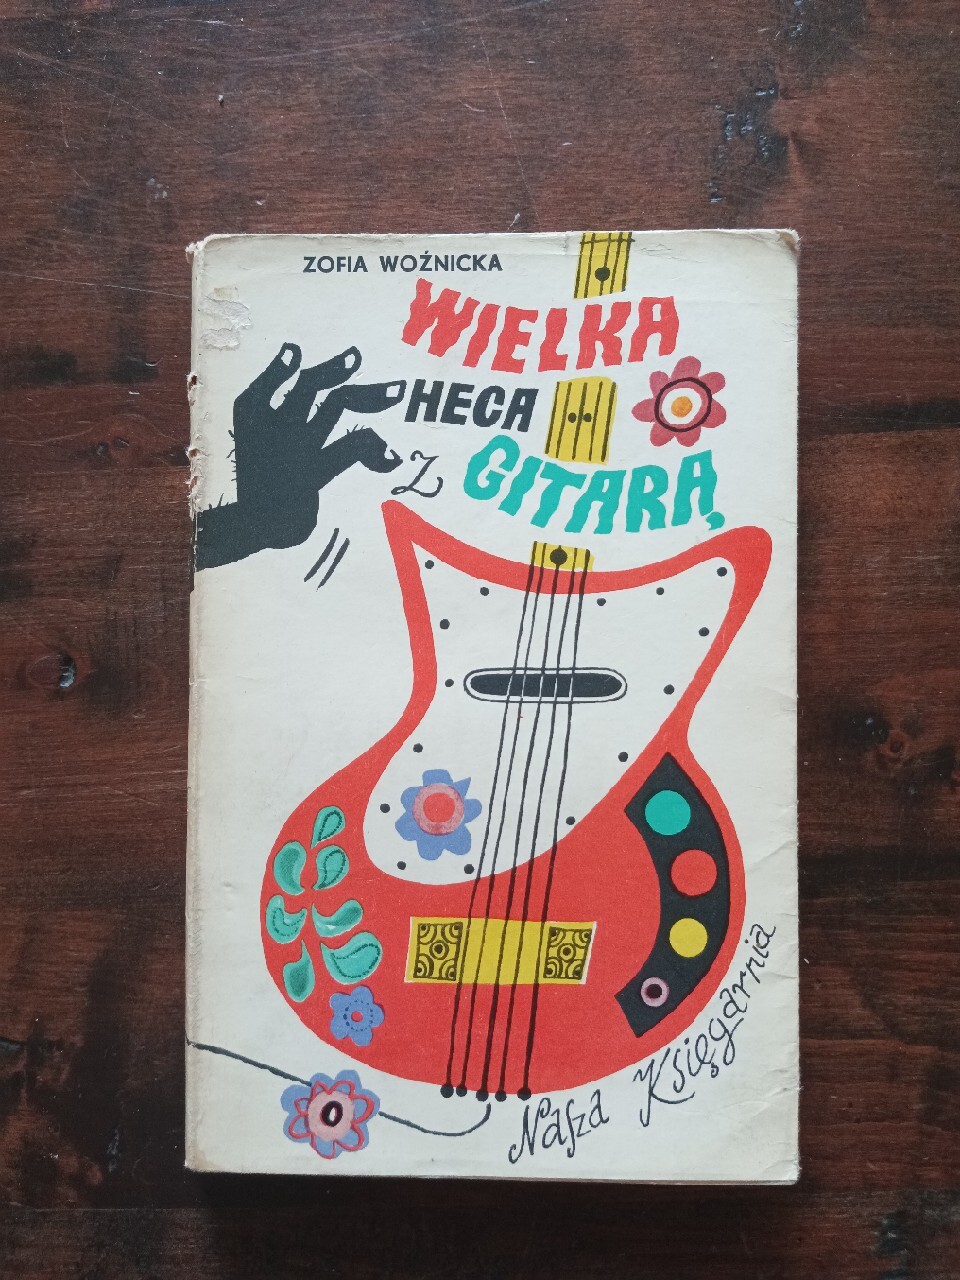 ZOFIA WOŹNICKA
WIELKA
HECA
Z GITARĄ
Nasza Księgarnia